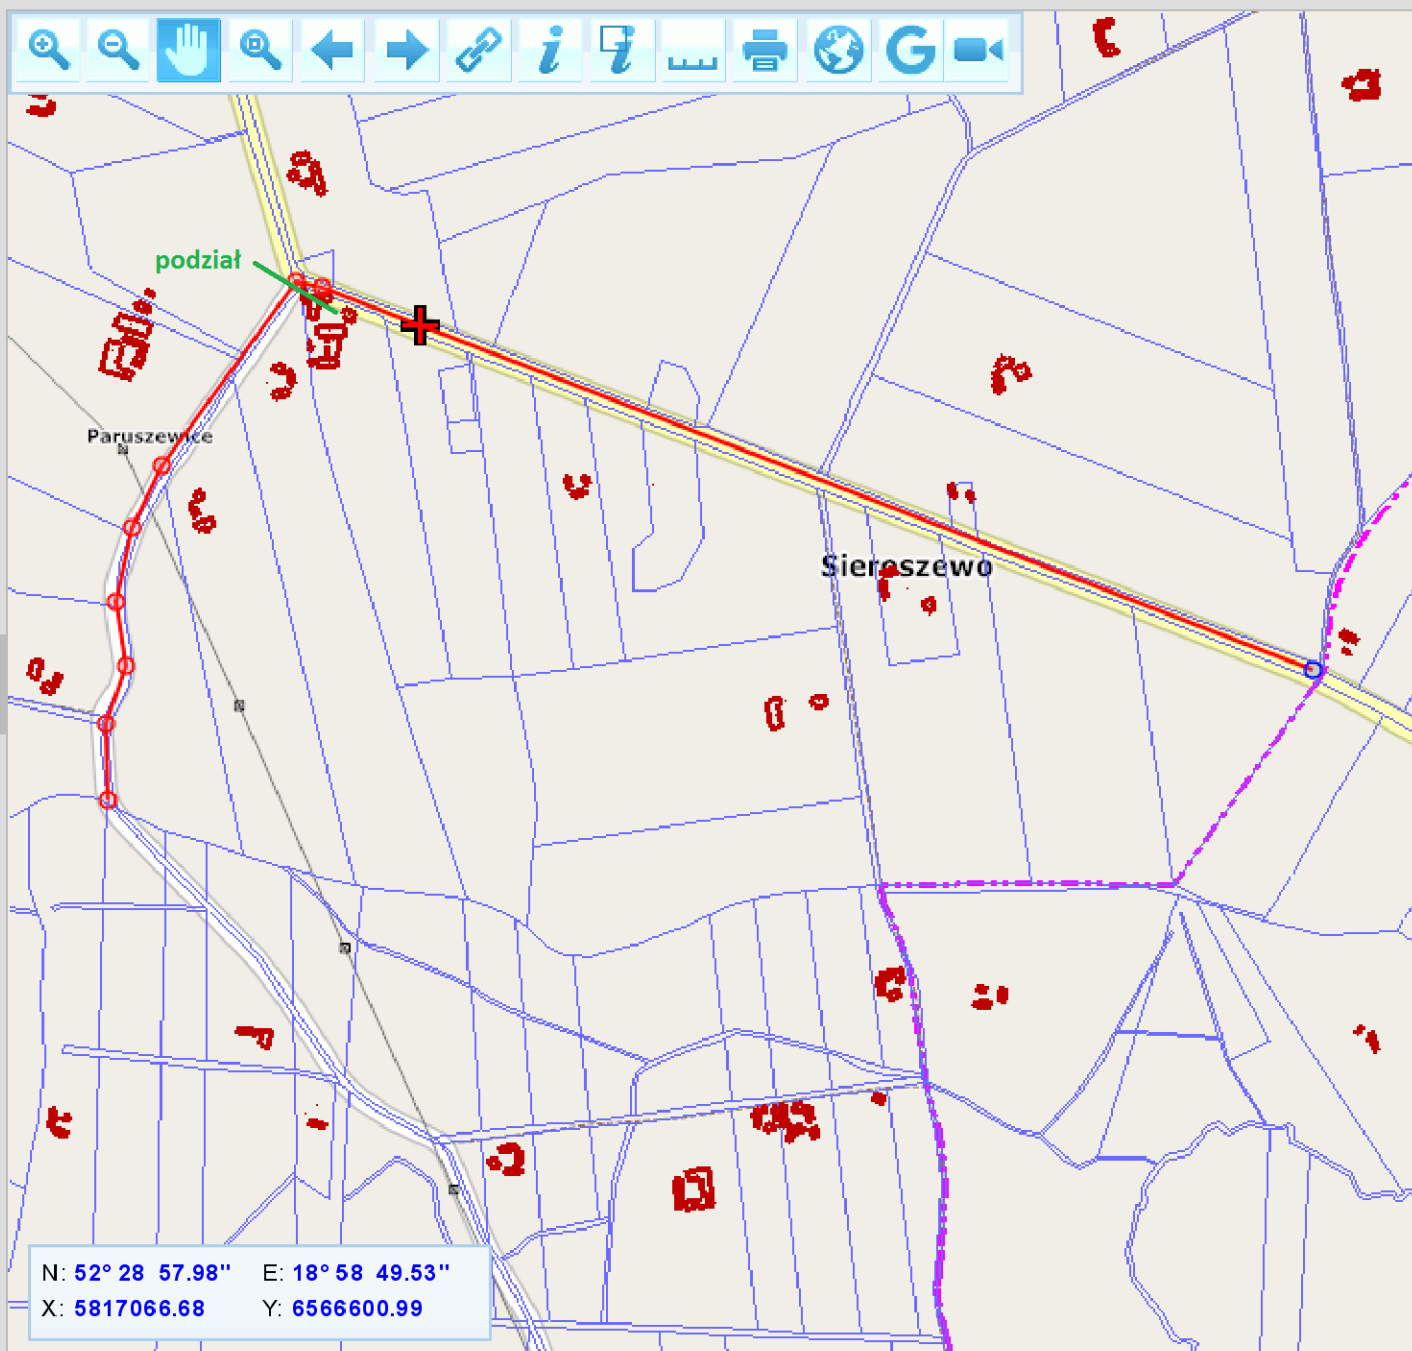 podział
Paruszewice
Sieroszewo
N: 52° 28 57.98" E: 18° 58 49.53"
X: 5817066.68 Y: 6566600.99